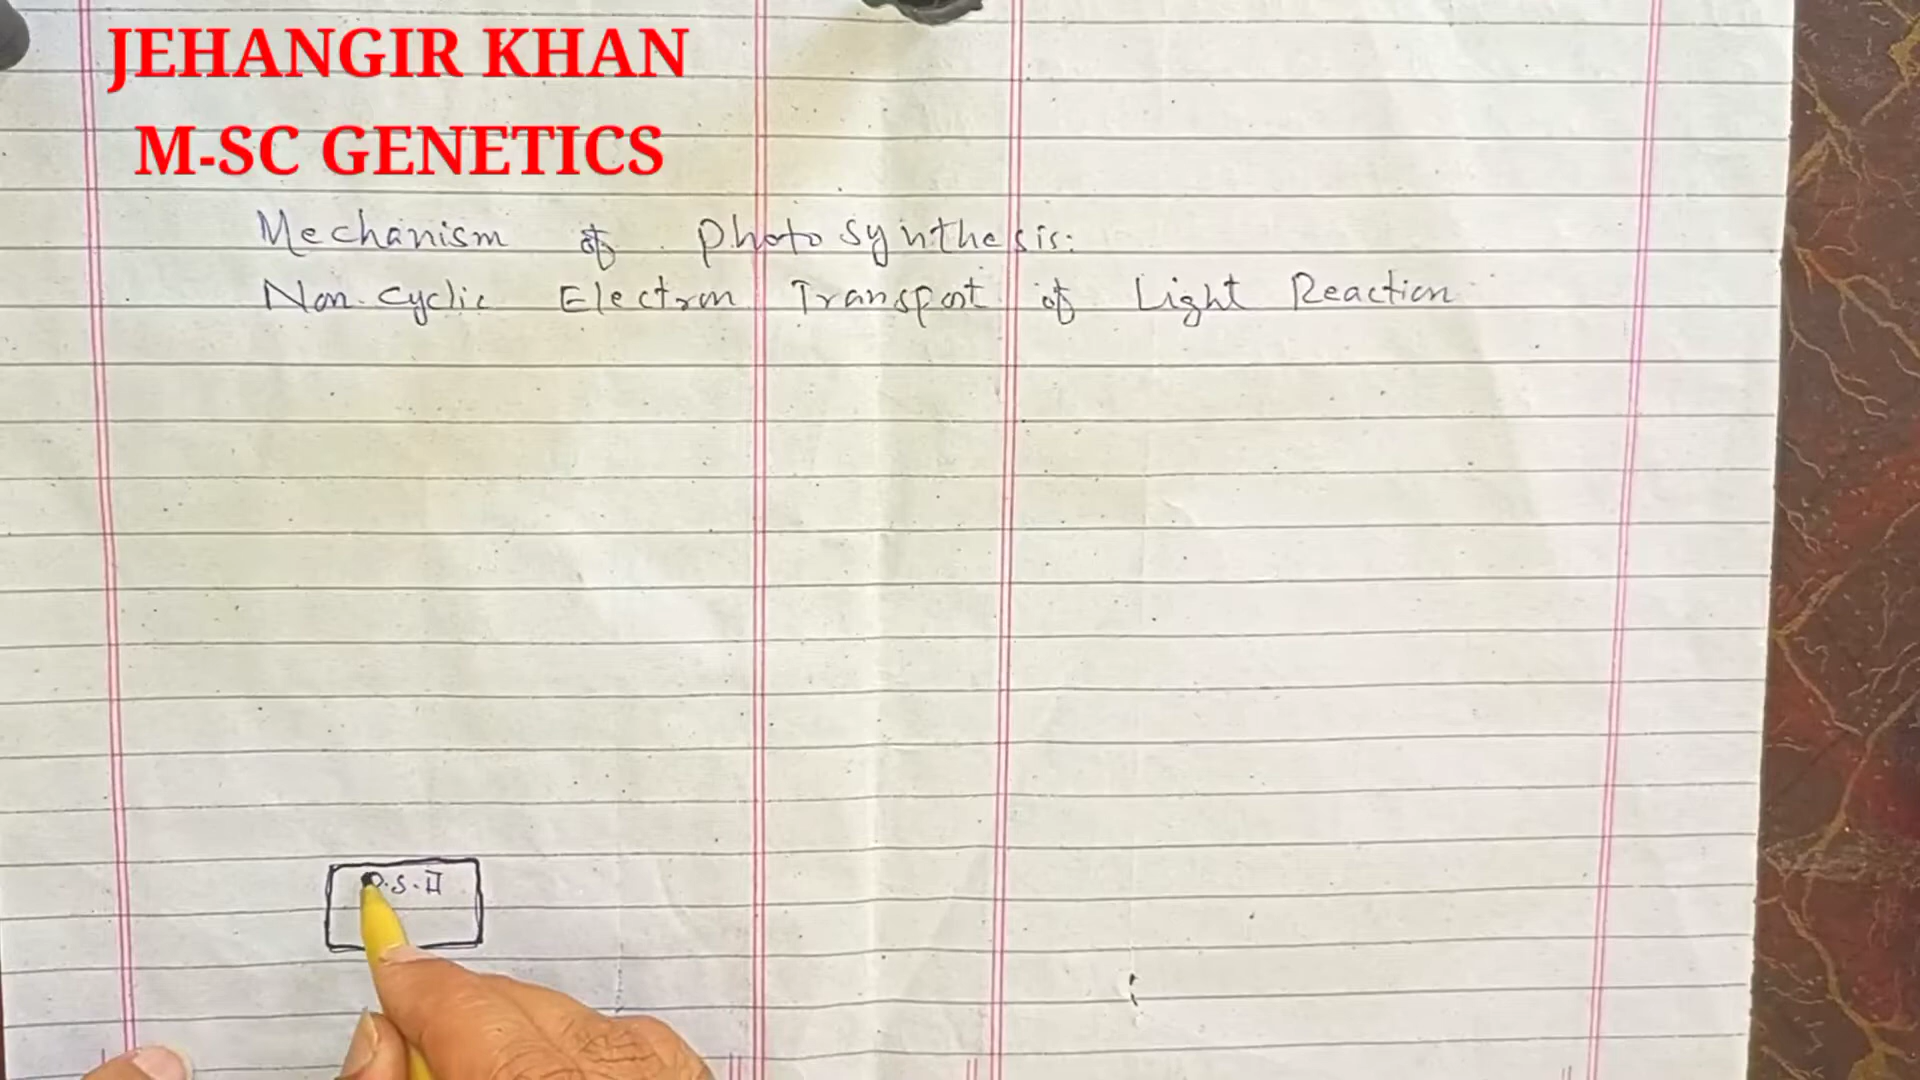 JEHANGIR KHAN
M-SC GENETICS
Mechanism of photosynthesis:
Non-Cyclic Electron Transport of Light Reaction
P.S.II